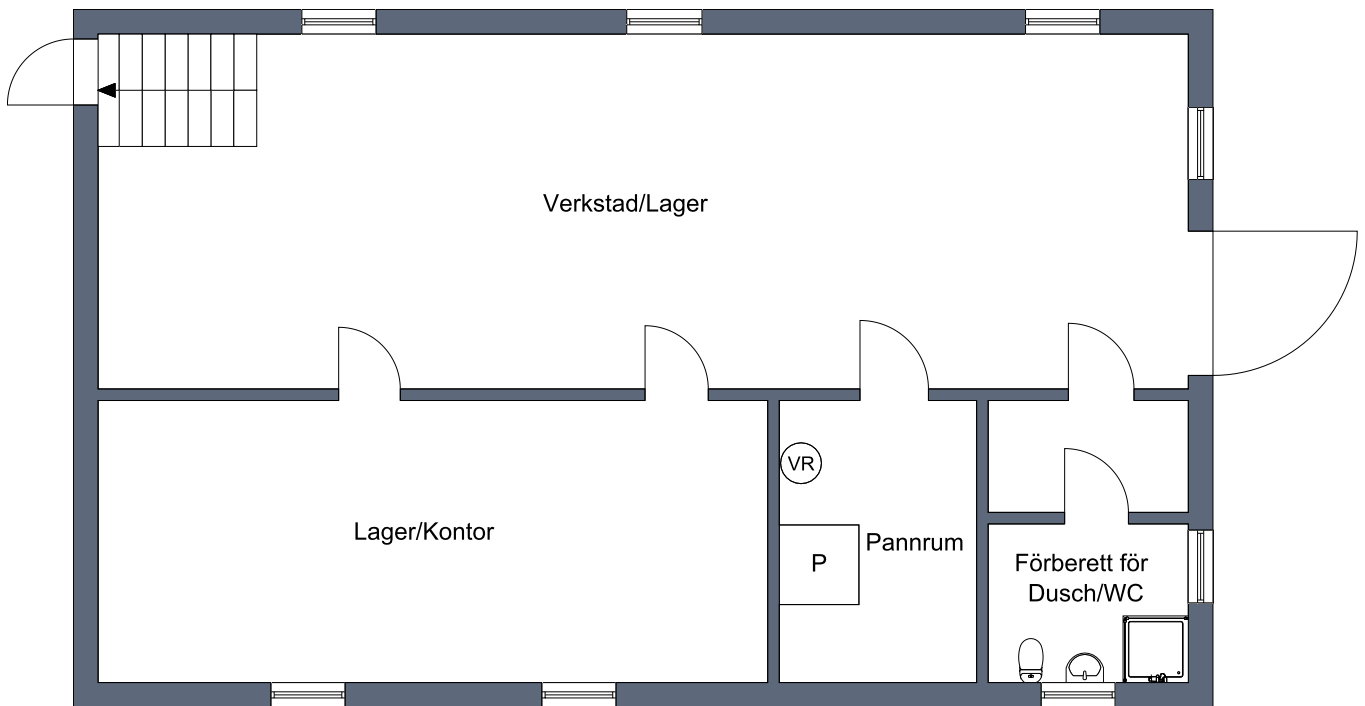 Verkstad/Lager
VR
Lager/Kontor
Pannrum
P
Förberett för
Dusch/WC